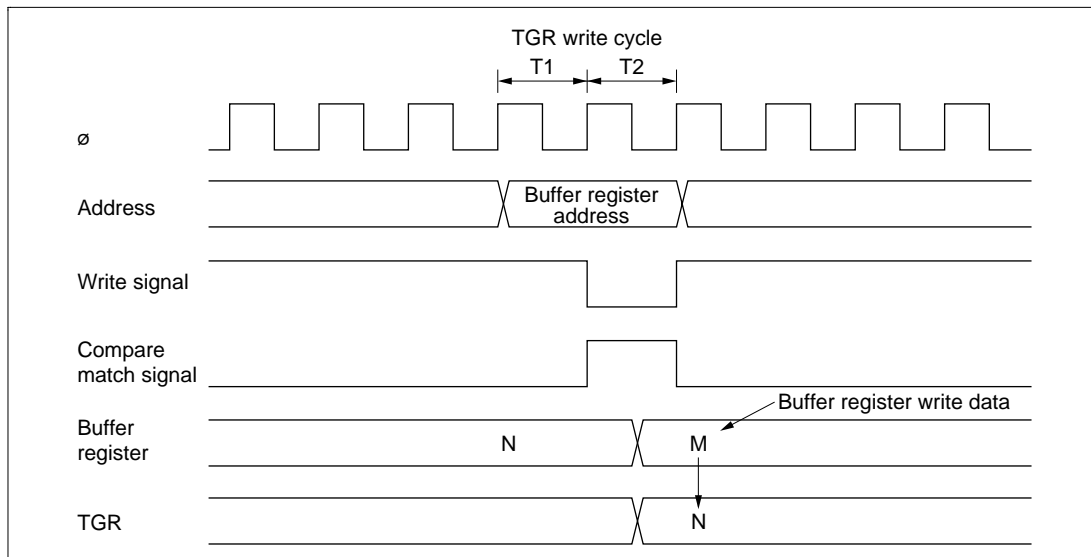 TGR write cycle
T1 T2
ø
Address
Buffer register
address
Write signal
Compare
match signal
Buffer register write data
Buffer
register
N M
TGR
N